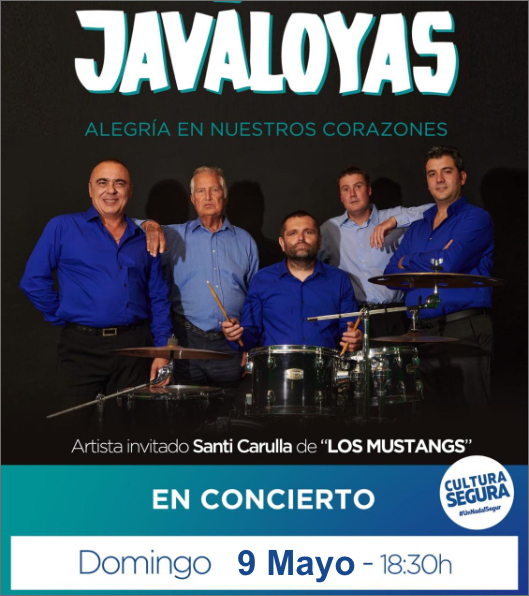 JAVALOYAS
ALEGRÍA EN NUESTROS CORAZONES
Artista invitado Santi Carulla de “LOS MUSTANGS”
EN CONCIERTO
CULTURA
SEGURA
#UnNadalSegur
Domingo 9 Mayo - 18:30h